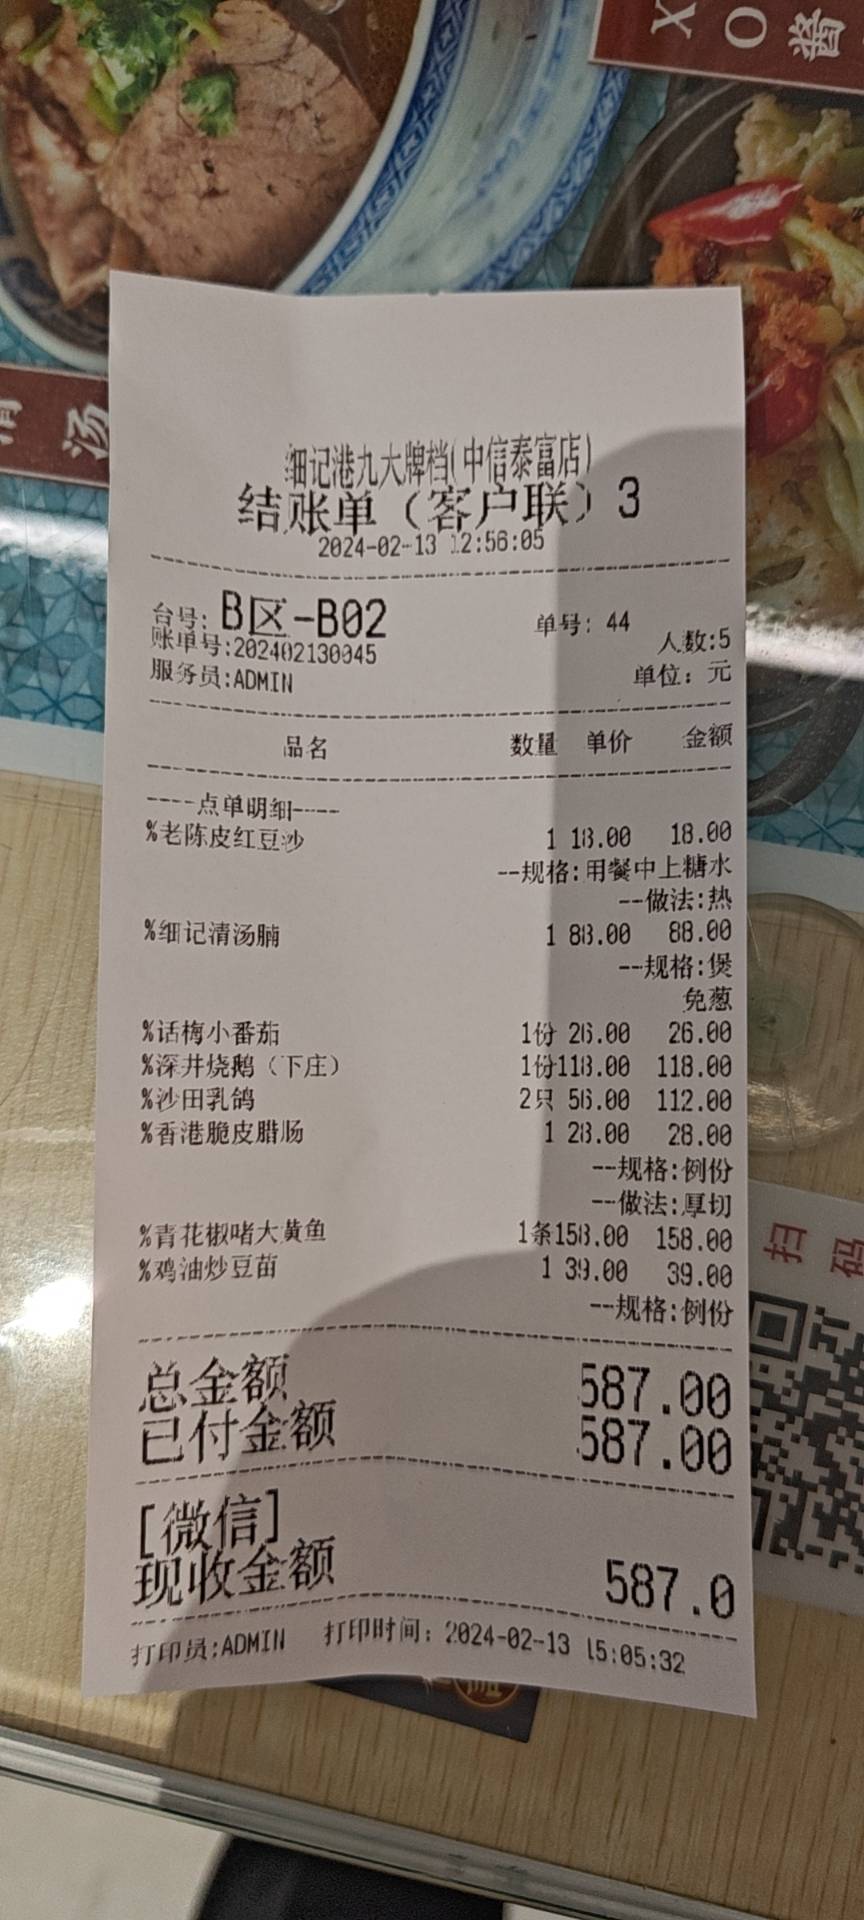 X O 酱
汤
细记港九大牌档(中信泰富店)
结账单（客户联）3
2024-02-13 12:56:05
台号: B区-B02 单号: 44
账单号:202402130045 人数:5
服务员:ADMIN 单位: 元
品名 数量 单价 金额
----点单明细----
%老陈皮红豆沙 1 18.00 18.00
--规格:用餐中上糖水
--做法:热
%细记清汤腩 1 88.00 88.00
--规格:煲
免葱
%话梅小番茄 1份 26.00 26.00
%深井烧鹅（下庄） 1份118.00 118.00
%沙田乳鸽 2只 56.00 112.00
%香港脆皮腊肠 1 28.00 28.00
--规格:例份
--做法:厚切
%青花椒啫大黄鱼 1条158.00 158.00
%鸡油炒豆苗 1 39.00 39.00
--规格:例份
总金额 587.00
已付金额 587.00
[微信]
现收金额 587.0
打印员:ADMIN 打印时间: 2024-02-13 15:05:32
扫码